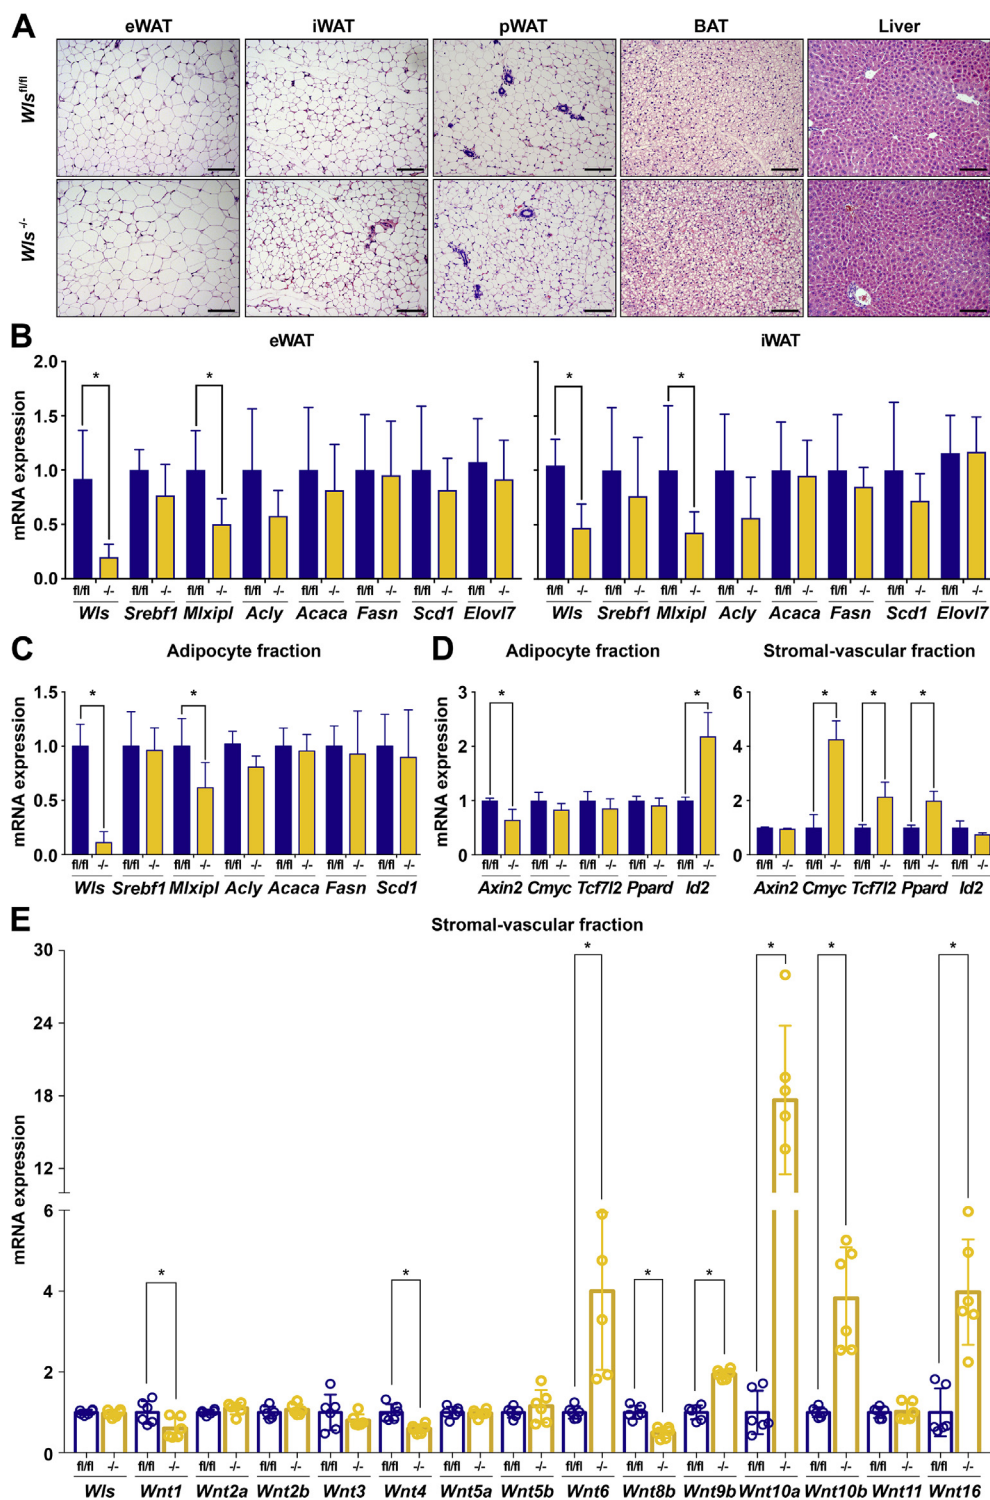 A
eWAT iWAT pWAT BAT Liver
Wls fl/fl
Wls -/-
B
eWAT iWAT
mRNA expression
2.0
1.5
1.0
0.5
0.0
* * * *
fl/fl -/- fl/fl -/- fl/fl -/- fl/fl -/- fl/fl -/- fl/fl -/- fl/fl -/- fl/fl -/-
Wls Srebf1 Mlxipl Acly Acaca Fasn Scd1 Elovl7
fl/fl -/- fl/fl -/- fl/fl -/- fl/fl -/- fl/fl -/- fl/fl -/- fl/fl -/- fl/fl -/-
Wls Srebf1 Mlxipl Acly Acaca Fasn Scd1 Elovl7
C
Adipocyte fraction
mRNA expression
1.5
1.0
0.5
0.0
* *
fl/fl -/- fl/fl -/- fl/fl -/- fl/fl -/- fl/fl -/- fl/fl -/- fl/fl -/-
Wls Srebf1 Mlxipl Acly Acaca Fasn Scd1
D
Adipocyte fraction
mRNA expression
3
2
1
0
* *
fl/fl -/- fl/fl -/- fl/fl -/- fl/fl -/- fl/fl -/-
Axin2 Cmyc Tcf7l2 Ppard Id2
Stromal-vascular fraction
6
4
2
0
* * *
fl/fl -/- fl/fl -/- fl/fl -/- fl/fl -/- fl/fl -/-
Axin2 Cmyc Tcf7l2 Ppard Id2
E
Stromal-vascular fraction
mRNA expression
30
24
18
12
6
4
2
0
* * * * * * * *
fl/fl -/- fl/fl -/- fl/fl -/- fl/fl -/- fl/fl -/- fl/fl -/- fl/fl -/- fl/fl -/- fl/fl -/- fl/fl -/- fl/fl -/- fl/fl -/- fl/fl -/- fl/fl -/- fl/fl -/-
Wls Wnt1 Wnt2a Wnt2b Wnt3 Wnt4 Wnt5a Wnt5b Wnt6 Wnt8b Wnt9b Wnt10a Wnt10b Wnt11 Wnt16